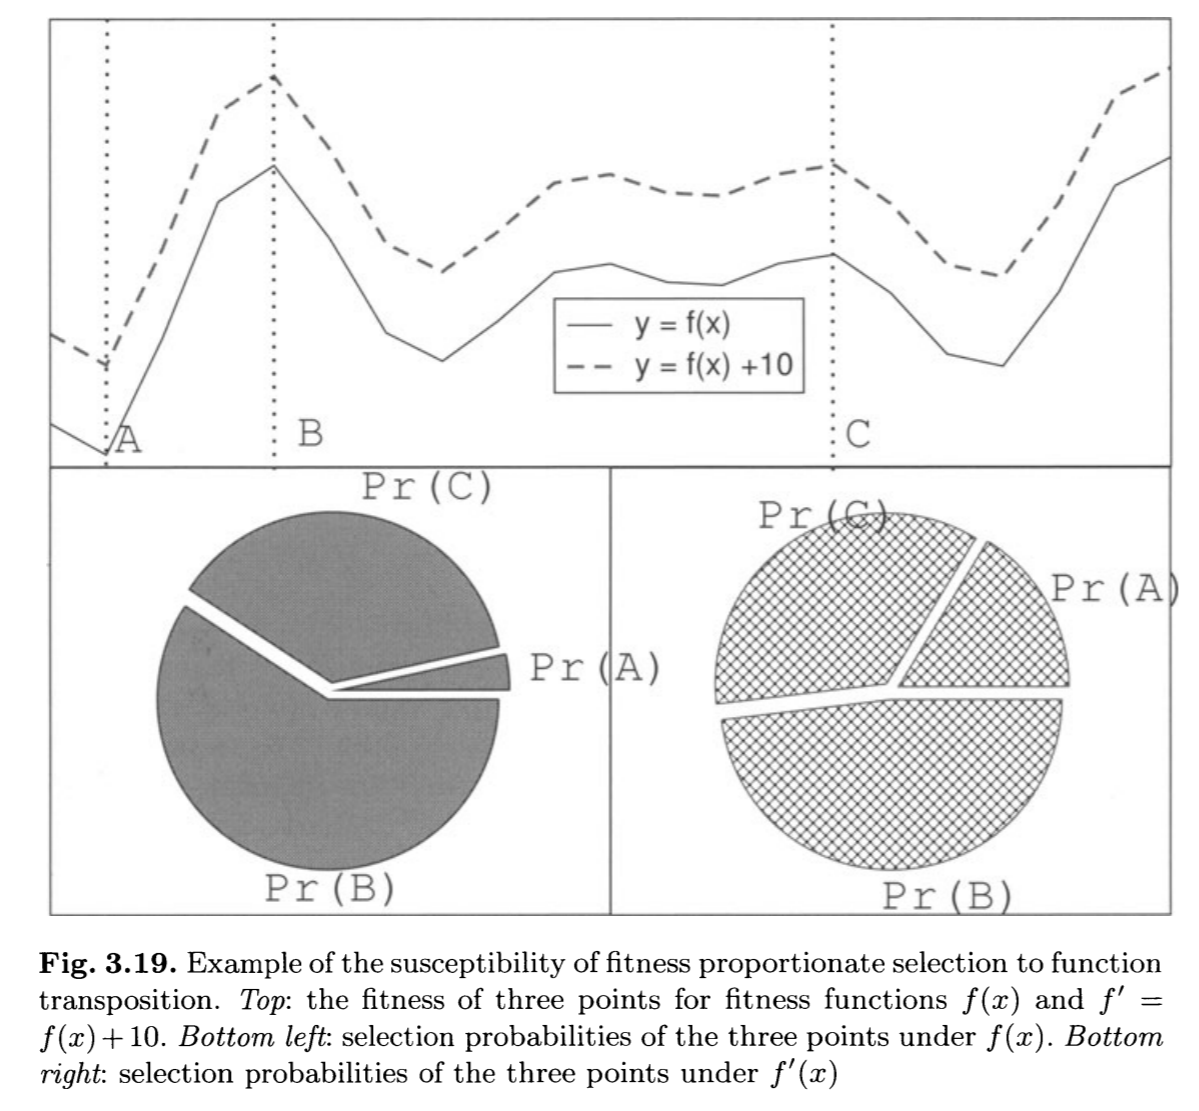 y = f(x)
y = f(x) +10
A
B
C
Pr(C)
Pr(A)
Pr(B)
Pr(C)
Pr(A)
Pr(B)
Fig. 3.19. Example of the susceptibility of fitness proportionate selection to function
transposition. Top: the fitness of three points for fitness functions f(x) and f′ =
f(x)+10. Bottom left: selection probabilities of the three points under f(x). Bottom
right: selection probabilities of the three points under f′(x)